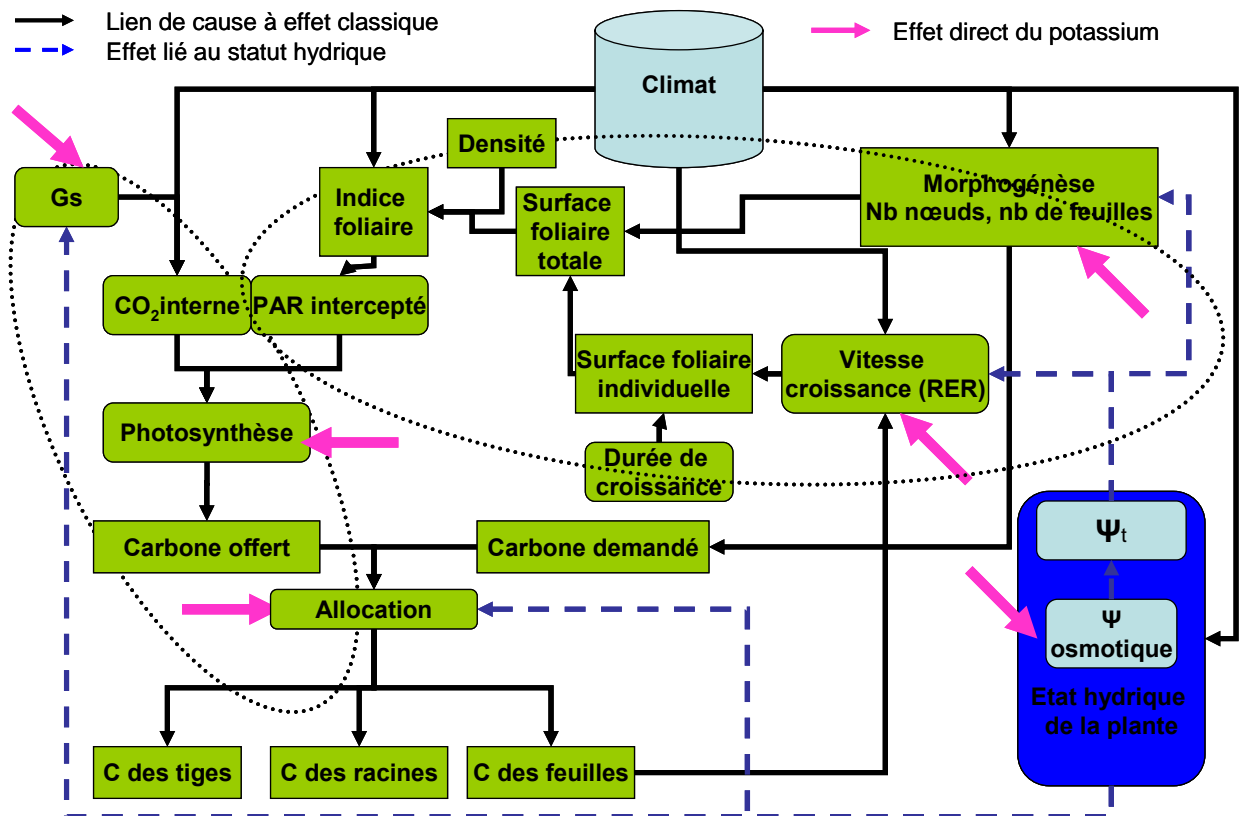 Lien de cause à effet classique
Effet lié au statut hydrique
Effet direct du potassium
Climat
Densité
Gs
Indice
foliaire
Surface
foliaire
totale
Morphogénèse
Nb nœuds, nb de feuilles
CO2interne
PAR intercepté
Surface foliaire
individuelle
Vitesse
croissance (RER)
Photosynthèse
Durée de
croissance
Carbone offert
Carbone demandé
Ψt
Allocation
Ψ
osmotique
Etat hydrique
de la plante
C des tiges
C des racines
C des feuilles